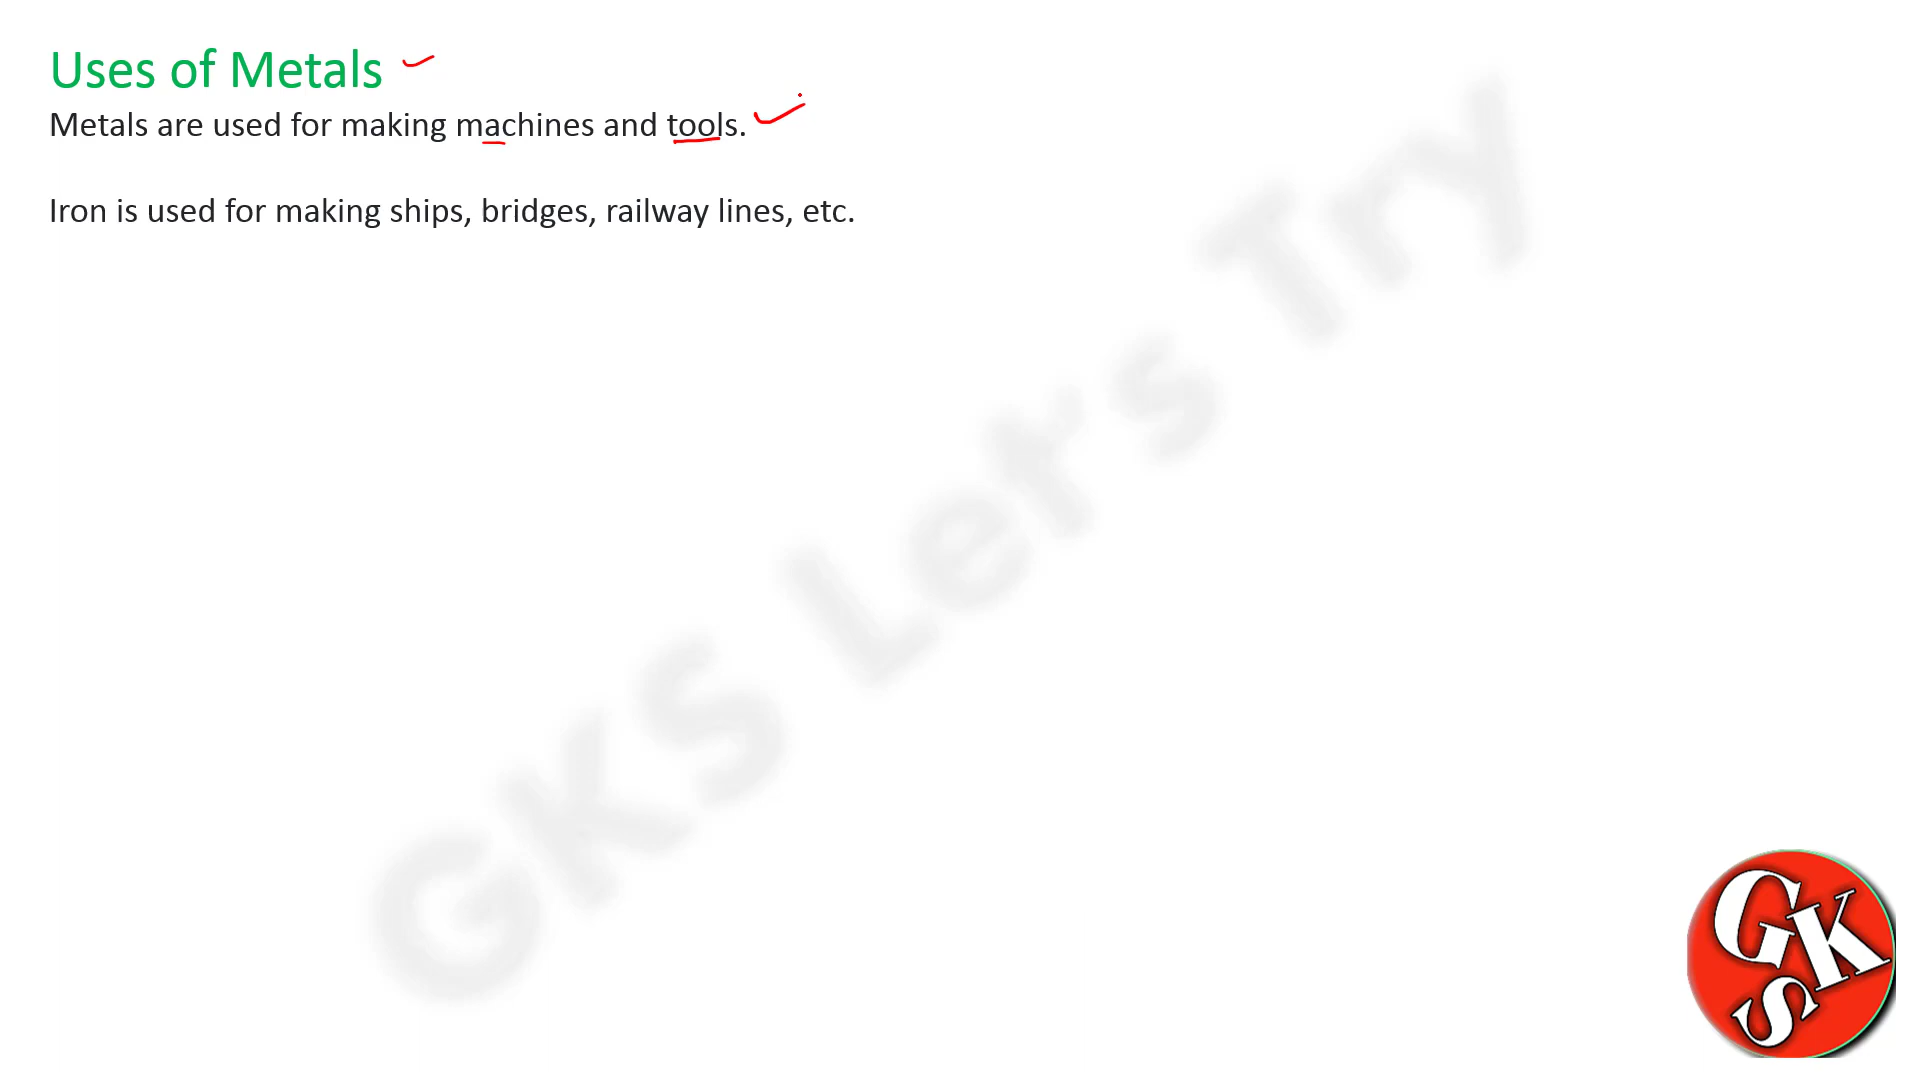 Uses of Metals
Metals are used for making machines and tools.
Iron is used for making ships, bridges, railway lines, etc.
GKS Let's Try
GKS